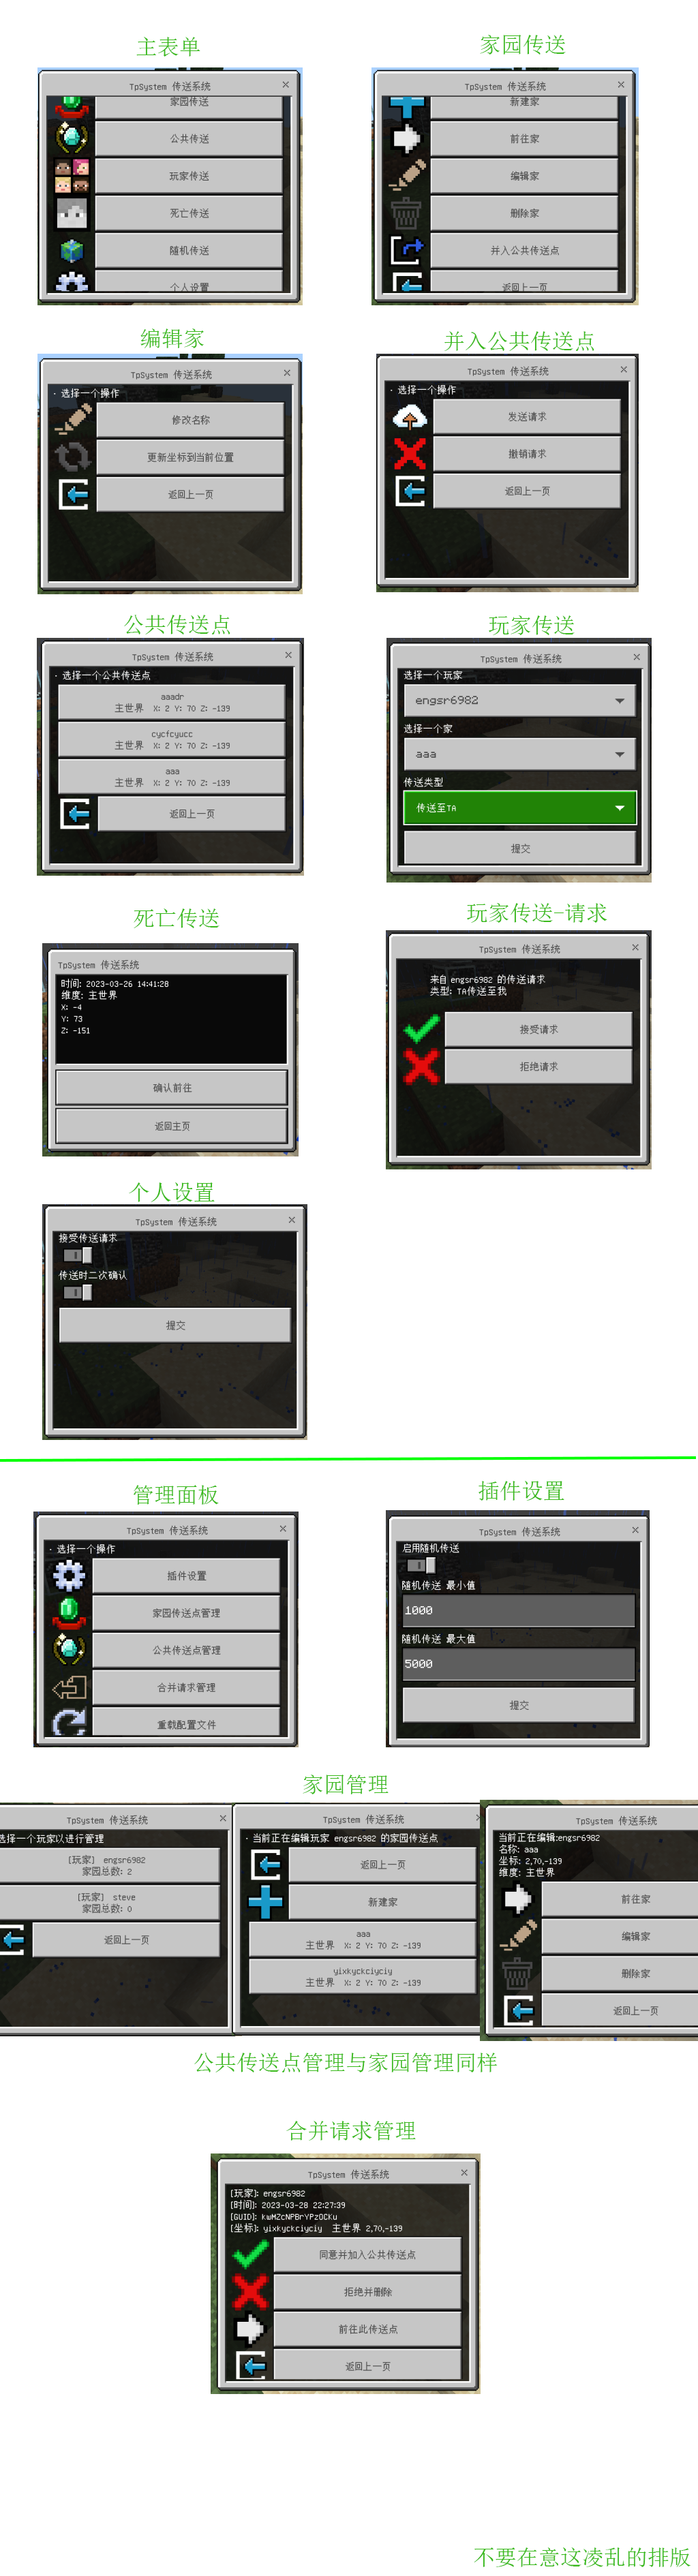 主表单
TpSystem 传送系统
家园传送
公共传送
玩家传送
死亡传送
随机传送
个人设置
家园传送
TpSystem 传送系统
新建家
前往家
编辑家
删除家
并入公共传送点
返回上一页
编辑家
TpSystem 传送系统
· 选择一个操作
修改名称
更新坐标到当前位置
返回上一页
并入公共传送点
TpSystem 传送系统
· 选择一个操作
发送请求
撤销请求
返回上一页
公共传送点
TpSystem 传送系统
· 选择一个公共传送点
aaadr
主世界 X: 2 Y: 70 Z: -139
cycfcyucc
主世界 X: 2 Y: 70 Z: -139
aaa
主世界 X: 2 Y: 70 Z: -139
返回上一页
玩家传送
TpSystem 传送系统
选择一个玩家
engsr6982
选择一个家
aaa
传送类型
传送至TA
提交
死亡传送
TpSystem 传送系统
时间: 2023-03-26 14:41:28
维度: 主世界
X: -4
Y: 73
Z: -151
确认前往
返回主页
玩家传送-请求
TpSystem 传送系统
来自 engsr6982 的传送请求
类型: TA传送至我
接受请求
拒绝请求
个人设置
TpSystem 传送系统
接受传送请求
传送时二次确认
提交
管理面板
TpSystem 传送系统
· 选择一个操作
插件设置
家园传送点管理
公共传送点管理
合并请求管理
重载配置文件
插件设置
TpSystem 传送系统
启用随机传送
随机传送 最小值
1000
随机传送 最大值
5000
提交
家园管理
TpSystem 传送系统
选择一个玩家以进行管理
[玩家] engsr6982
家园总数: 2
[玩家] steve
家园总数: 0
返回上一页
TpSystem 传送系统
· 当前正在编辑玩家 engsr6982 的家园传送点
返回上一页
新建家
aaa
主世界 X: 2 Y: 70 Z: -139
yixkyckciyciy
主世界 X: 2 Y: 70 Z: -139
TpSystem 传送系统
当前正在编辑:engsr6982
名称: aaa
坐标: 2,70,-139
维度: 主世界
前往家
编辑家
删除家
返回上一页
公共传送点管理与家园管理同样
合并请求管理
TpSystem 传送系统
[玩家]: engsr6982
[时间]: 2023-03-28 22:27:39
[GUID]: kwMZcNPBrYPzOCKu
[坐标]: yixkyckciyciy 主世界 2,70,-139
同意并加入公共传送点
拒绝并删除
前往此传送点
返回上一页
不要在意这凌乱的排版